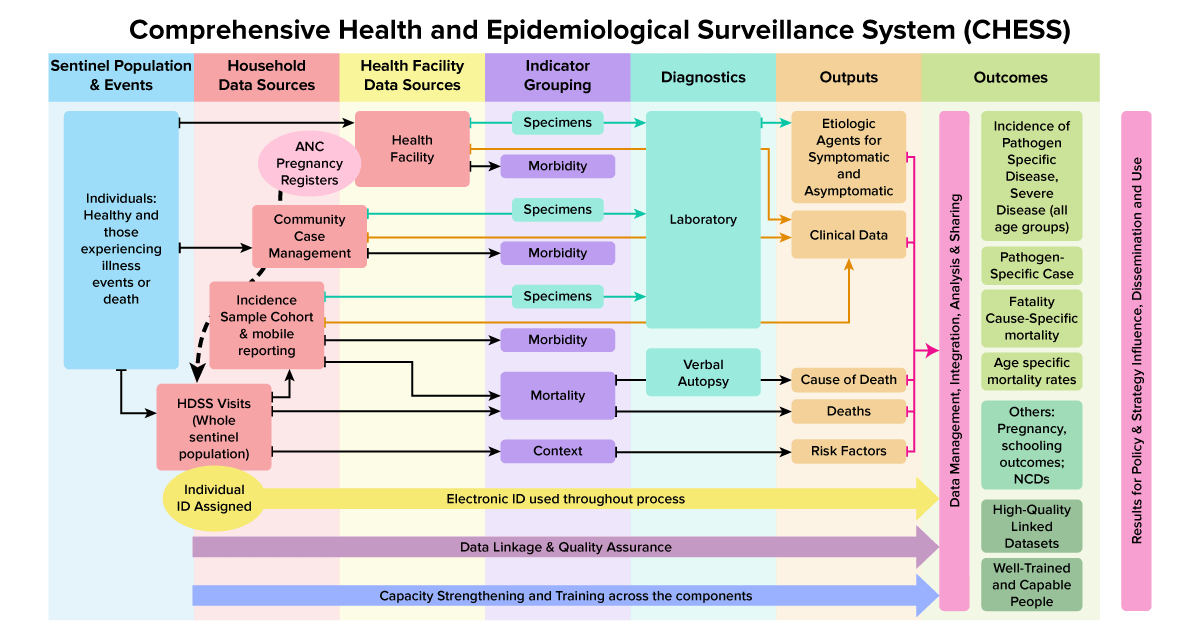 Comprehensive Health and Epidemiological Surveillance System (CHESS)
Sentinel Population
& Events
Household
Data Sources
Health Facility
Data Sources
Indicator
Grouping
Diagnostics
Outputs
Outcomes
Individuals:
Healthy and
those
experiencing
illness
events or
death
ANC
Pregnancy
Registers
Community
Case
Management
Incidence
Sample Cohort
& mobile
reporting
HDSS Visits
(Whole
sentinel
population)
Individual
ID Assigned
Health
Facility
Specimens
Morbidity
Specimens
Morbidity
Specimens
Morbidity
Mortality
Context
Laboratory
Verbal
Autopsy
Etiologic
Agents for
Symptomatic
and
Asymptomatic
Clinical Data
Cause of Death
Deaths
Risk Factors
Data Management, Integration, Analysis & Sharing
Incidence of
Pathogen
Specific
Disease,
Severe
Disease (all
age groups)
Pathogen-
Specific Case
Fatality
Cause-Specific
mortality
Age specific
mortality rates
Others:
Pregnancy,
schooling
outcomes;
NCDs
High-Quality
Linked
Datasets
Well-Trained
and Capable
People
Results for Policy & Strategy Influence, Dissemination and Use
Electronic ID used throughout process
Data Linkage & Quality Assurance
Capacity Strengthening and Training across the components